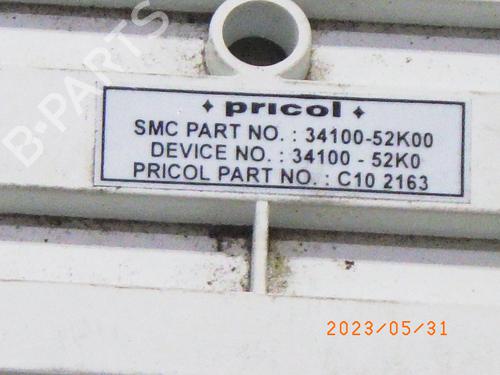 B-PARTS
pricol
SMC PART NO. : 34100-52K00
DEVICE NO. : 34100 - 52K0
PRICOL PART NO. : C10 2163
2023/05/31